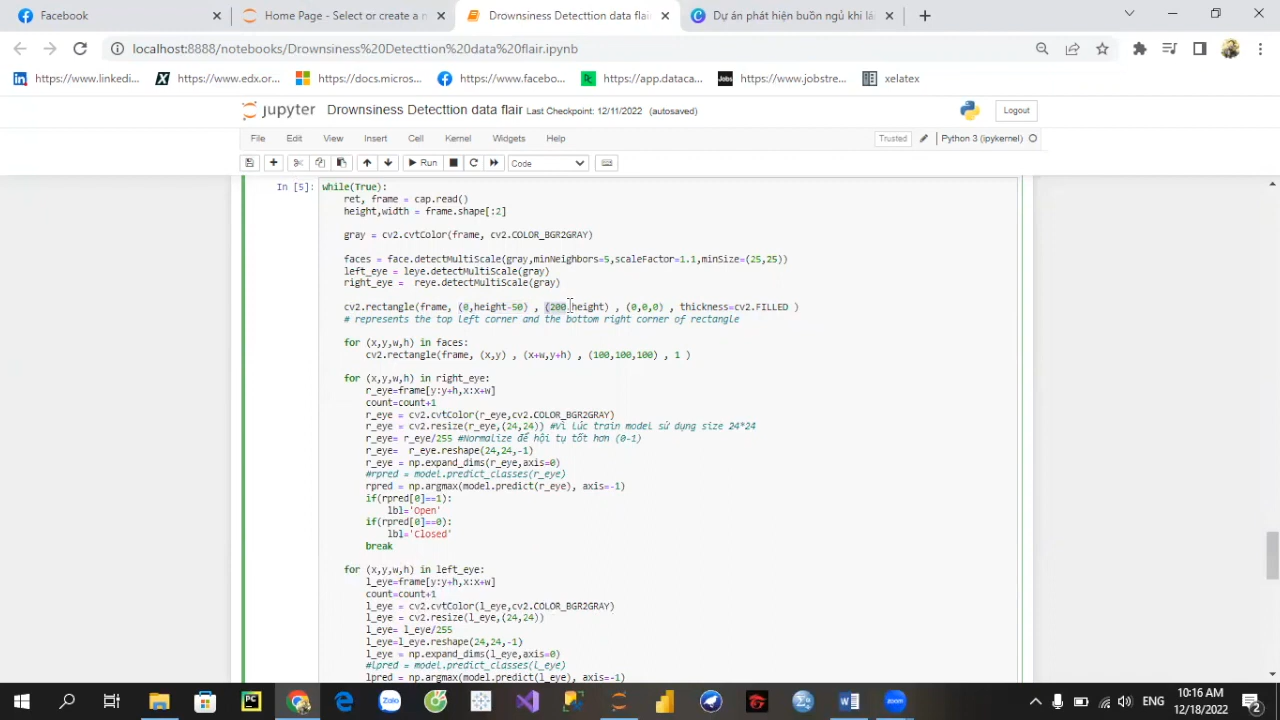 Facebook
Home Page - Select or create a n
Drownsiness Detecttion data flair
Dự án phát hiện buồn ngủ khi lá
localhost:8888/notebooks/Drownsiness%20Detecttion%20data%20flair.ipynb
https://www.linkedi...
https://www.edx.or...
https://docs.micros...
https://www.facebo...
https://app.dataca...
https://www.jobstre...
xelatex
jupyter Drownsiness Detecttion data flair Last Checkpoint: 12/11/2022 (autosaved)
Logout
File Edit View Insert Cell Kernel Widgets Help
Trusted
Python 3 (ipykernel)
Run
Code
In [5]: while(True):
ret, frame = cap.read()
height,width = frame.shape[:2]
gray = cv2.cvtColor(frame, cv2.COLOR_BGR2GRAY)
faces = face.detectMultiScale(gray,minNeighbors=5,scaleFactor=1.1,minSize=(25,25))
left_eye = leye.detectMultiScale(gray)
right_eye =  reye.detectMultiScale(gray)
cv2.rectangle(frame, (0,height-50) , (200,height) , (0,0,0) , thickness=cv2.FILLED )
# represents the top left corner and the bottom right corner of rectangle
for (x,y,w,h) in faces:
cv2.rectangle(frame, (x,y) , (x+w,y+h) , (100,100,100) , 1 )
for (x,y,w,h) in right_eye:
r_eye=frame[y:y+h,x:x+w]
count=count+1
r_eye = cv2.cvtColor(r_eye,cv2.COLOR_BGR2GRAY)
r_eye = cv2.resize(r_eye,(24,24)) #Vì lúc train model sử dụng size 24*24
r_eye= r_eye/255 #Normalize để hội tụ tốt hơn (0-1)
r_eye=  r_eye.reshape(24,24,-1)
r_eye = np.expand_dims(r_eye,axis=0)
#rpred = model.predict_classes(r_eye)
rpred = np.argmax(model.predict(r_eye), axis=-1)
if(rpred[0]==1):
lbl='Open'
if(rpred[0]==0):
lbl='Closed'
break
for (x,y,w,h) in left_eye:
l_eye=frame[y:y+h,x:x+w]
count=count+1
l_eye = cv2.cvtColor(l_eye,cv2.COLOR_BGR2GRAY)
l_eye = cv2.resize(l_eye,(24,24))
l_eye= l_eye/255
l_eye=l_eye.reshape(24,24,-1)
l_eye = np.expand_dims(l_eye,axis=0)
#lpred = model.predict_classes(l_eye)
lpred = np.argmax(model.predict(l_eye), axis=-1)
ENG
10:16 AM
12/18/2022
2